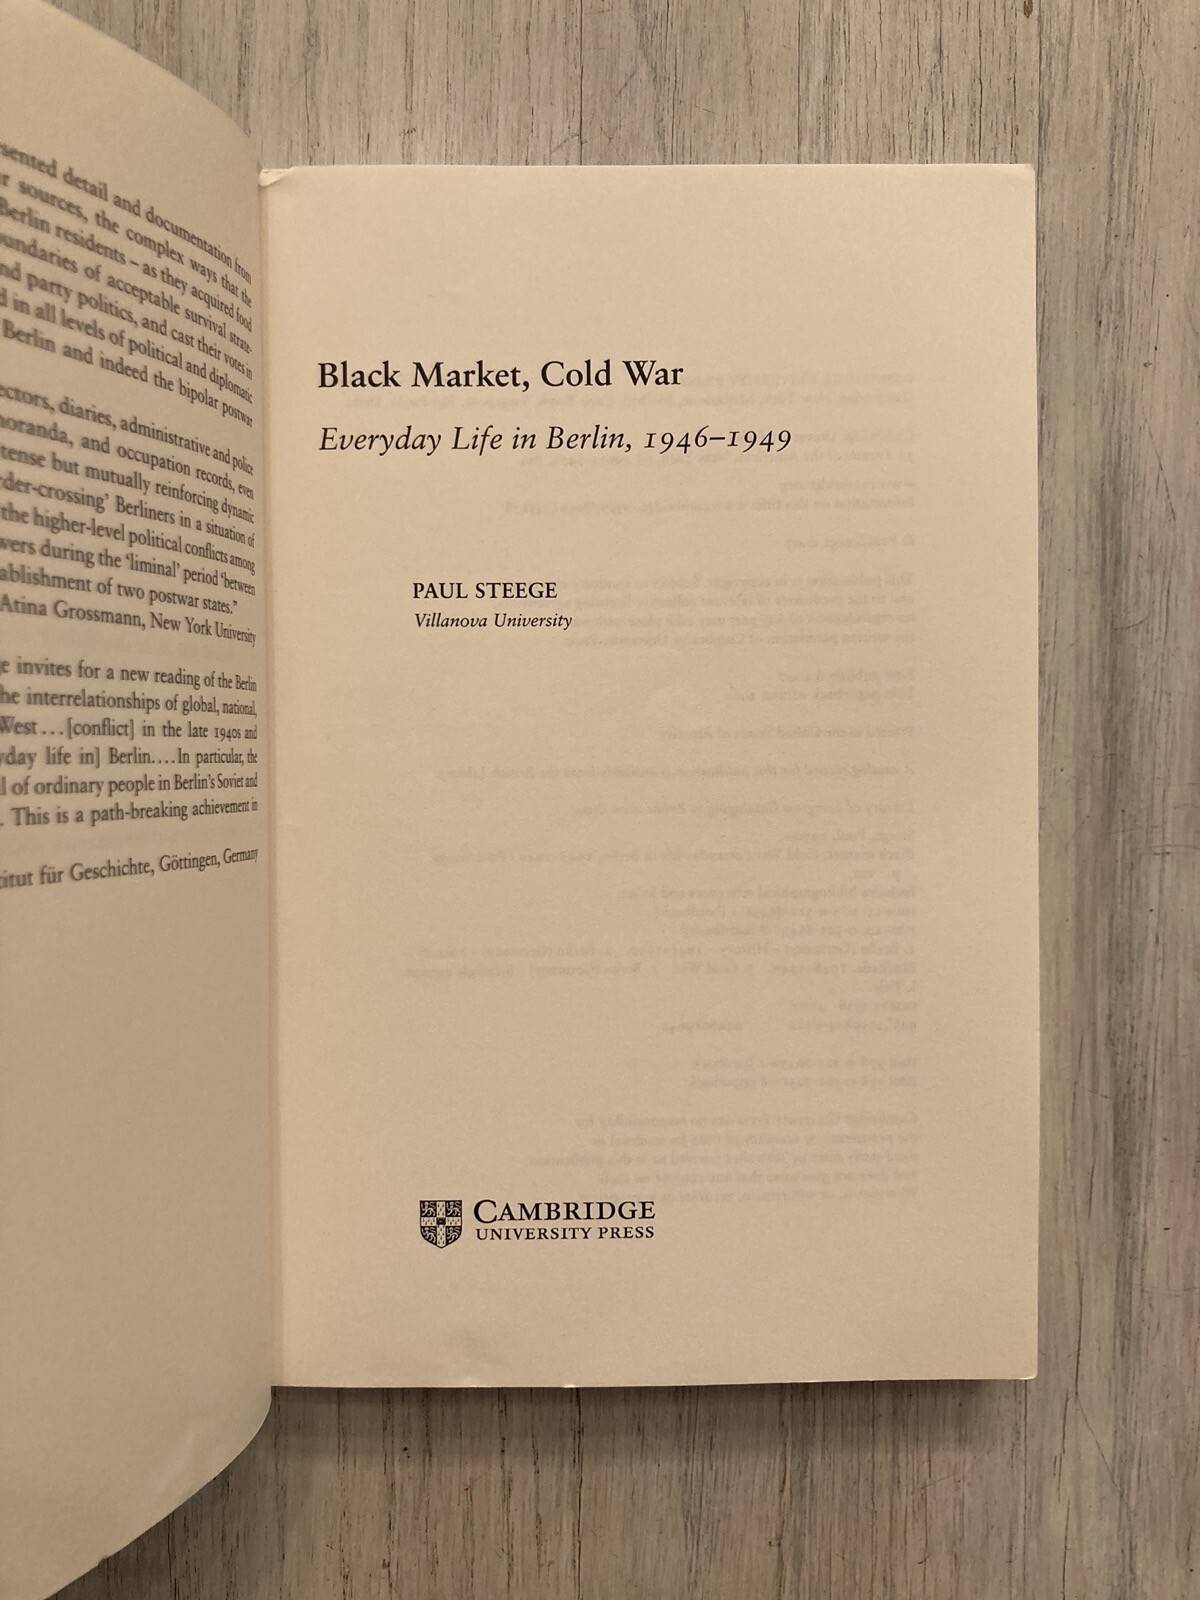 sented detail and documentation from
r sources, the complex ways that the
Berlin residents – as they acquired food
oundaries of acceptable survival strate-
nd party politics, and cast their votes in
d in all levels of political and diplomatic
Berlin and indeed the bipolar postwar
ectors, diaries, administrative and police
noranda, and occupation records, even
tense but mutually reinforcing dynamic
rder-crossing' Berliners in a situation of
the higher-level political conflicts among
wers during the 'liminal' period 'between
ablishment of two postwar states."
Atina Grossmann, New York University
ge invites for a new reading of the Berlin
he interrelationships of global, national,
West…[conflict] in the late 1940s and
yday life in] Berlin.…In particular, the
l of ordinary people in Berlin's Soviet and
. This is a path-breaking achievement in
titut für Geschichte, Göttingen, Germany
Black Market, Cold War
Everyday Life in Berlin, 1946–1949
PAUL STEEGE
Villanova University
CAMBRIDGE
UNIVERSITY PRESS